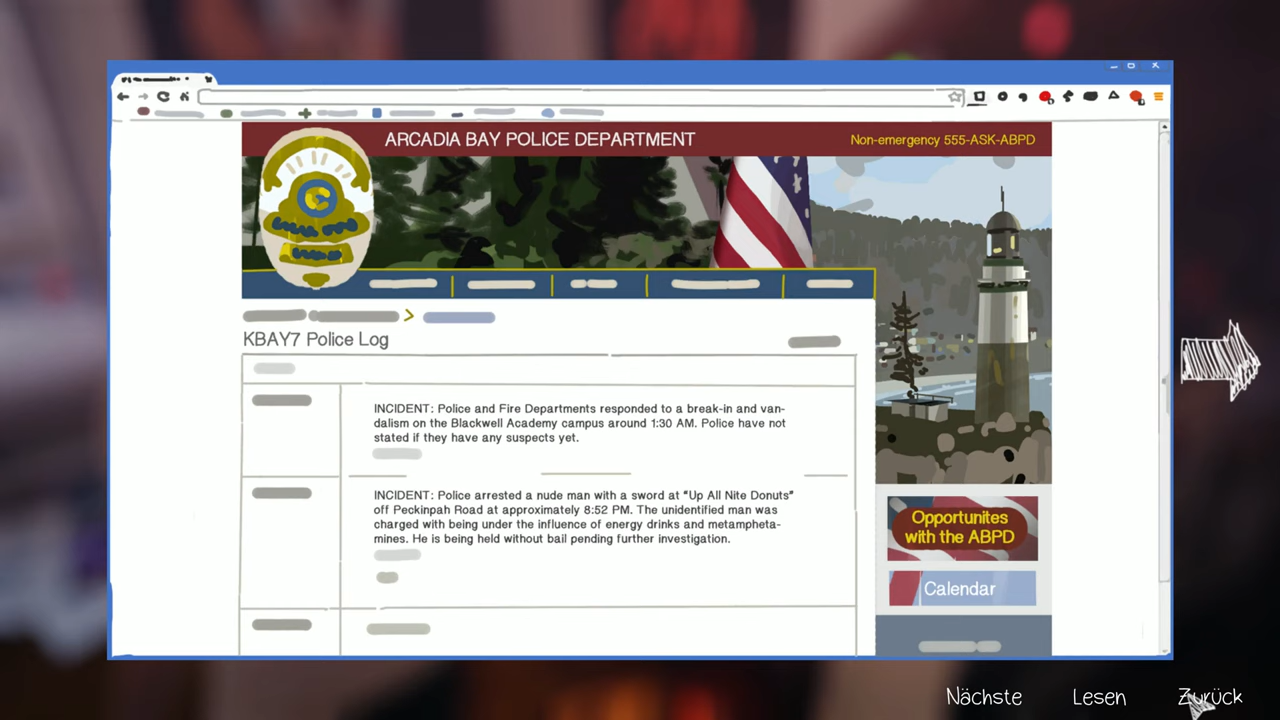 ARCADIA BAY POLICE DEPARTMENT
Non-emergency 555-ASK-ABPD
KBAY7 Police Log
INCIDENT: Police and Fire Departments responded to a break-in and van-
dalism on the Blackwell Academy campus around 1:30 AM. Police have not
stated if they have any suspects yet.
INCIDENT: Police arrested a nude man with a sword at "Up All Nite Donuts"
off Peckinpah Road at approximately 8:52 PM. The unidentified man was
charged with being under the influence of energy drinks and metampheta-
mines. He is being held without bail pending further investigation.
Opportunites
with the ABPD
Calendar
Nächste
Lesen
Zurück